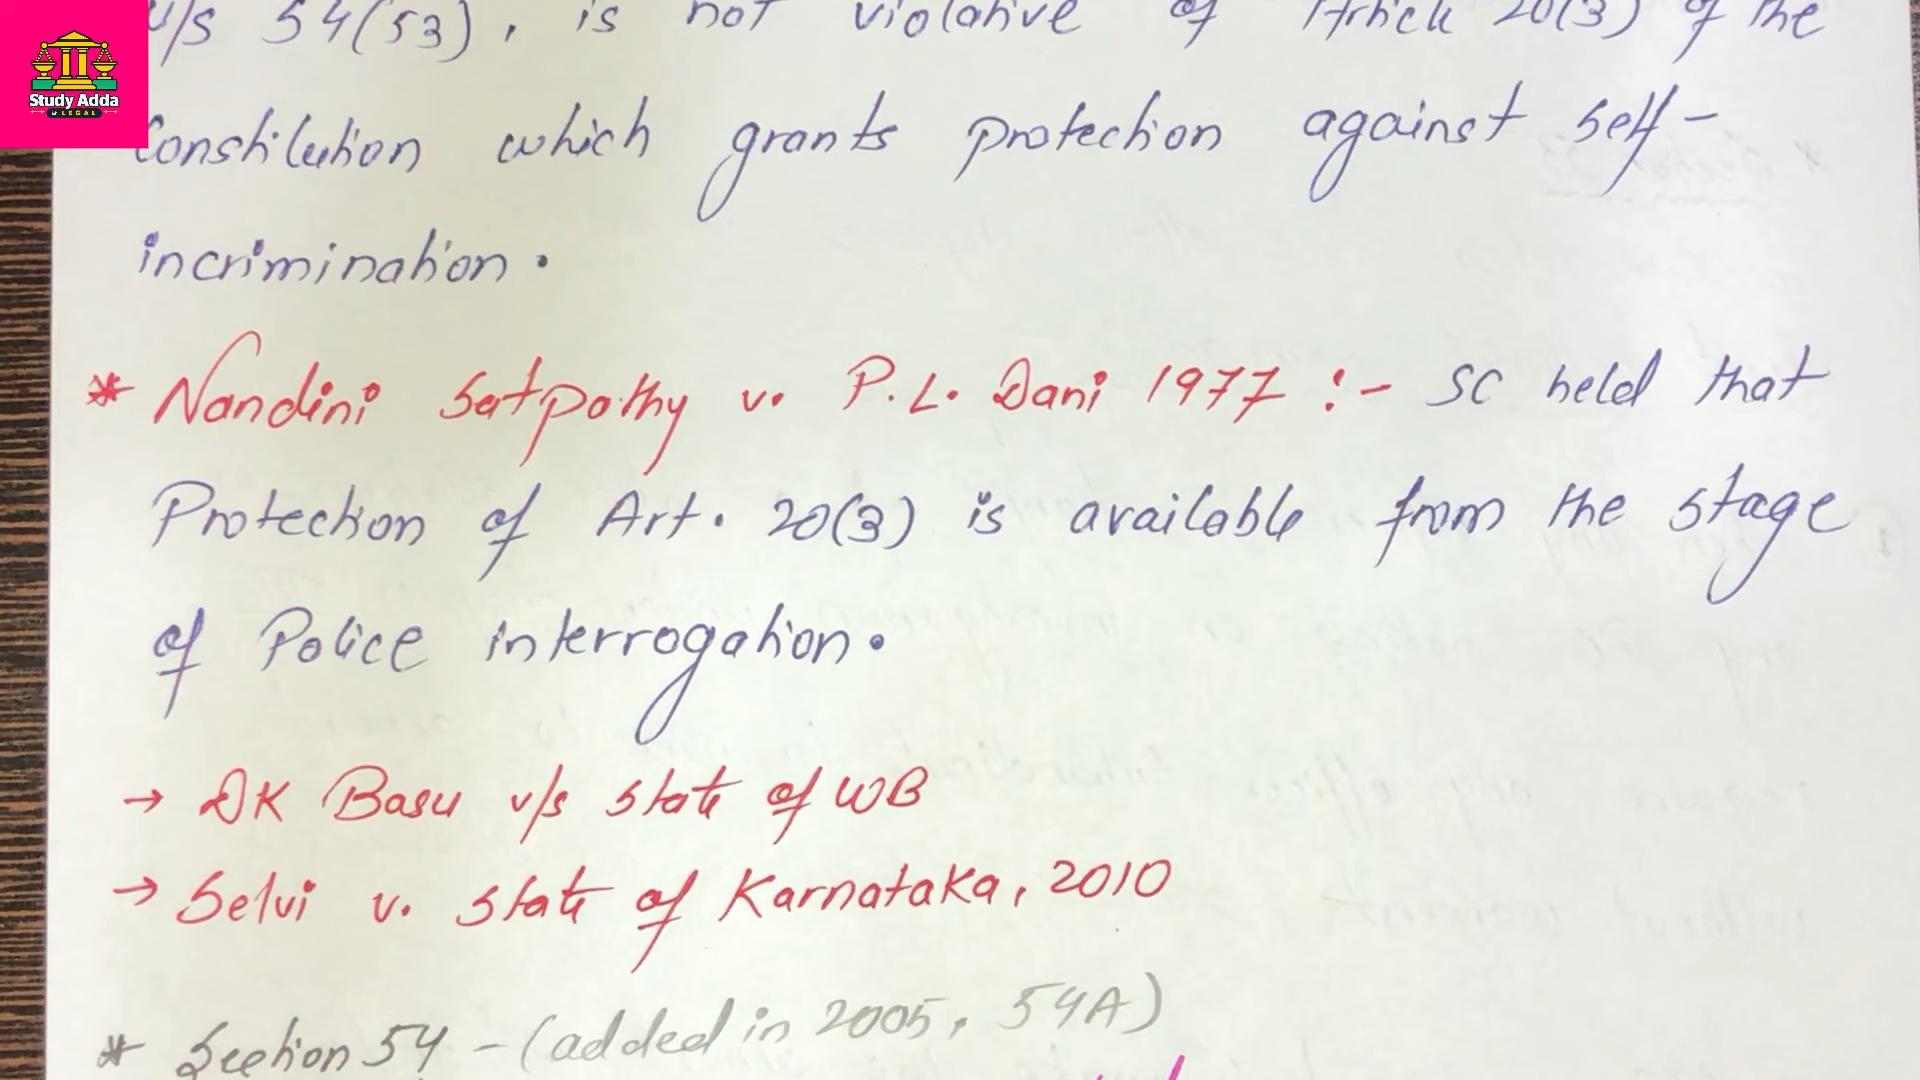 u/s 54(53), is not violative of Article 20(3) of the
Study Adda
LEGAL
Constitution which grants protection against self-
incrimination.
* Nandini Satpathy v. P.L. Dani 1977 :- SC held that
Protection of Art. 20(3) is available from the stage
of Police interrogation.
→ DK Basu v/s State of WB
→ Selvi v. State of Karnataka, 2010
* Section 54 - (added in 2005, 54A)